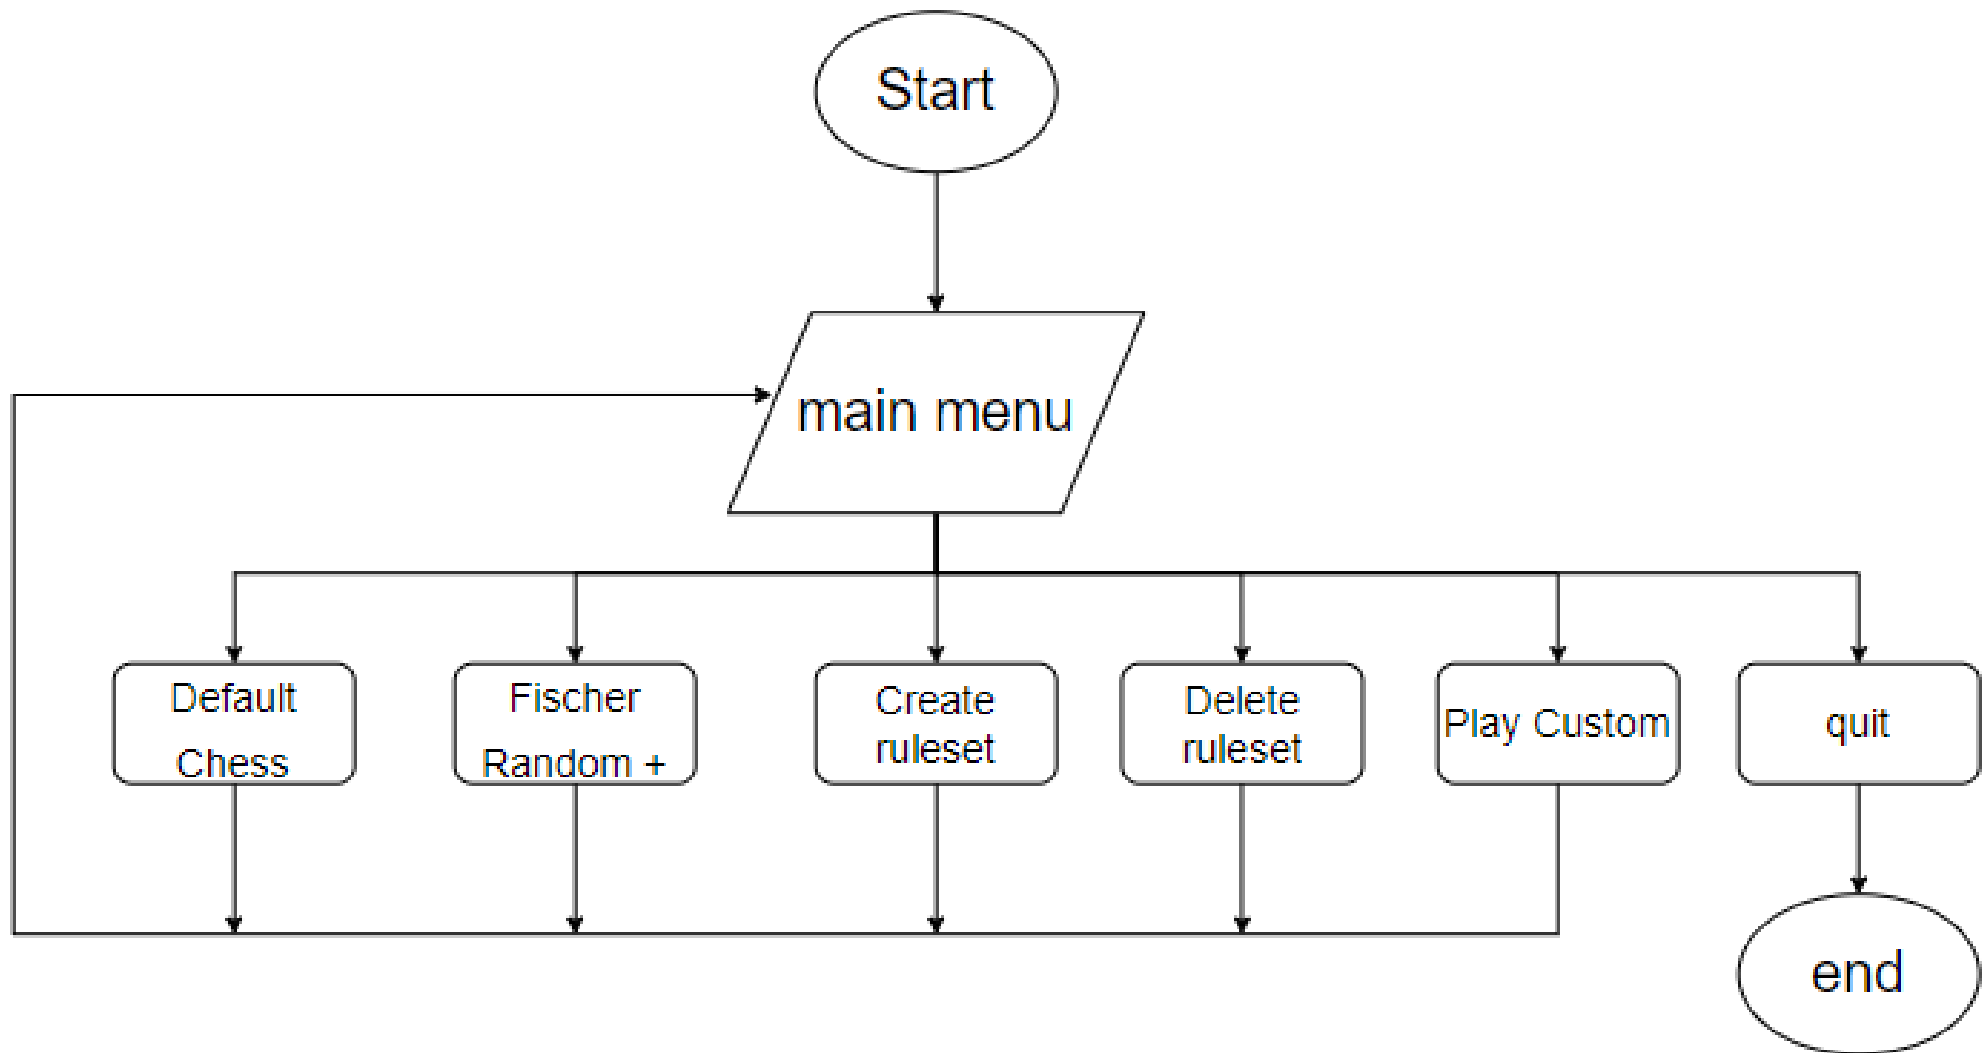 Start
main menu
Default
Chess
Fischer
Random +
Create
ruleset
Delete
ruleset
Play Custom
quit
end